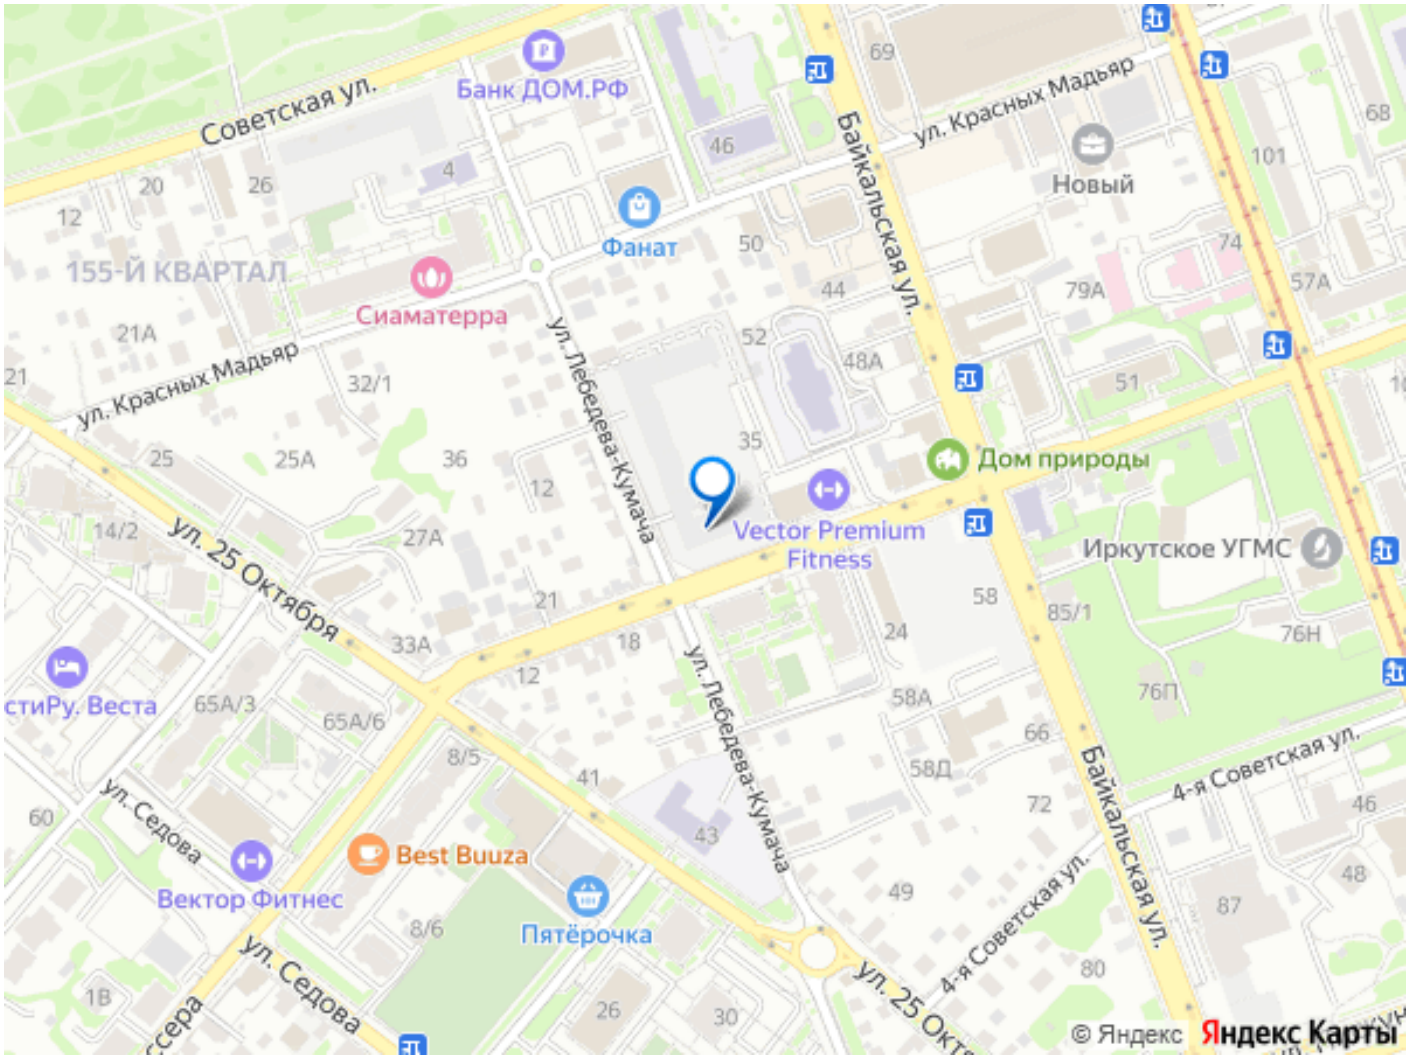 69
Банк ДОМ.РФ
Советская ул.
ул. Красных Мадьяр
68
46
101
Байкальская ул.
4
20
26
Новый
12
Фанат
50
74
155-Й КВАРТАЛ
79А
57А
44
Сиаматерра
21А
52
48А
ул. Лебедева-Кумача
ул. Красных Мадьяр
21
32/1
51
35
25
25А
36
Дом природы
12
14/2
ул. 25 Октября
27А
Vector Premium
Fitness
Иркутское УГМС
21
58
85/1
33А
18
24
76Н
12
ул. Лебедева-Кумача
стиРу. Веста
65А/3
65А/6
58А
76П
66
8/5
41
58Д
Байкальская ул.
4-я Советская ул.
60
ул. Седова
43
72
46
Best Buuza
4-я Советская ул.
48
Вектор Фитнес
49
87
Пятёрочка
8/6
ул. Седова
80
1В
ул. 25 Окт
26
30
ссера
© Яндекс
Яндекс Карты